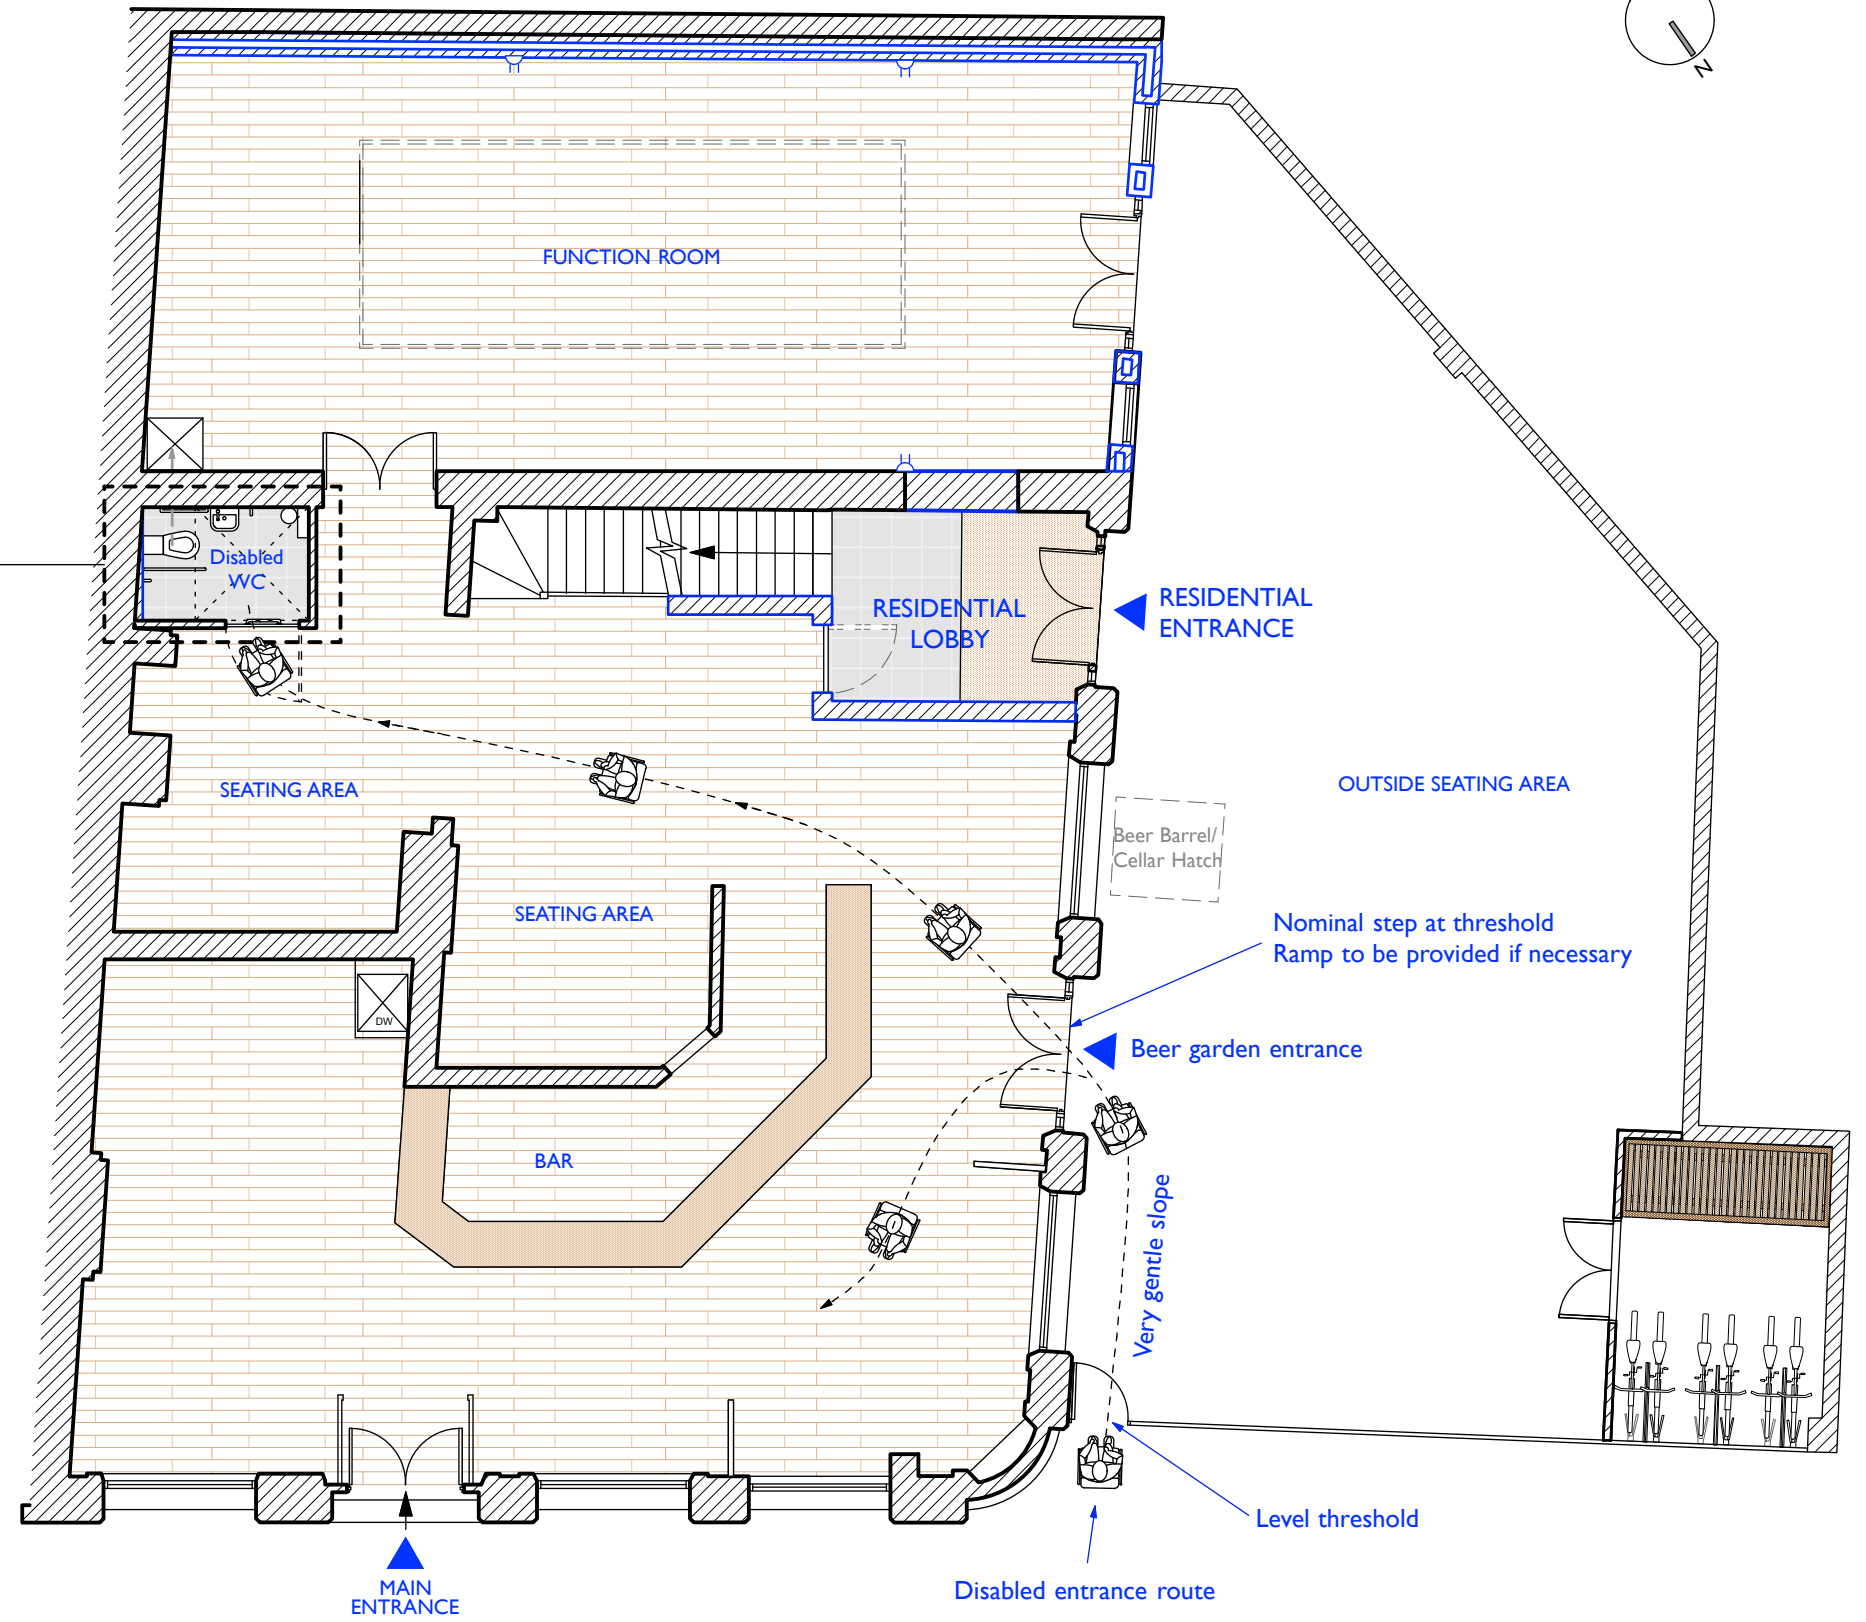 N
FUNCTION ROOM
Disabled
WC
RESIDENTIAL
LOBBY
RESIDENTIAL
ENTRANCE
SEATING AREA
OUTSIDE SEATING AREA
Beer Barrel/
Cellar Hatch
SEATING AREA
Nominal step at threshold
Ramp to be provided if necessary
DW
Beer garden entrance
BAR
Very gentle slope
Level threshold
MAIN
ENTRANCE
Disabled entrance route